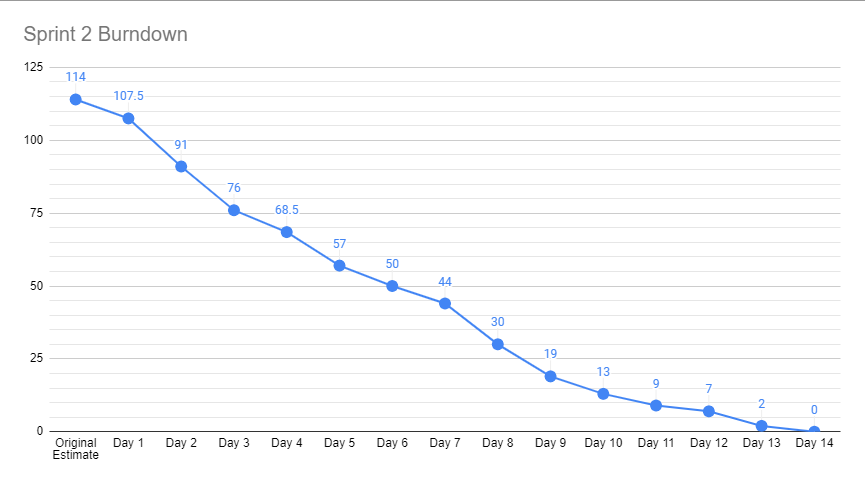 Sprint 2 Burndown
125
114
107.5
100
91
76
75
68.5
57
50
50
44
30
25
19
13
9
7
2
0
0
Original
Estimate
Day 1
Day 2
Day 3
Day 4
Day 5
Day 6
Day 7
Day 8
Day 9
Day 10
Day 11
Day 12
Day 13
Day 14